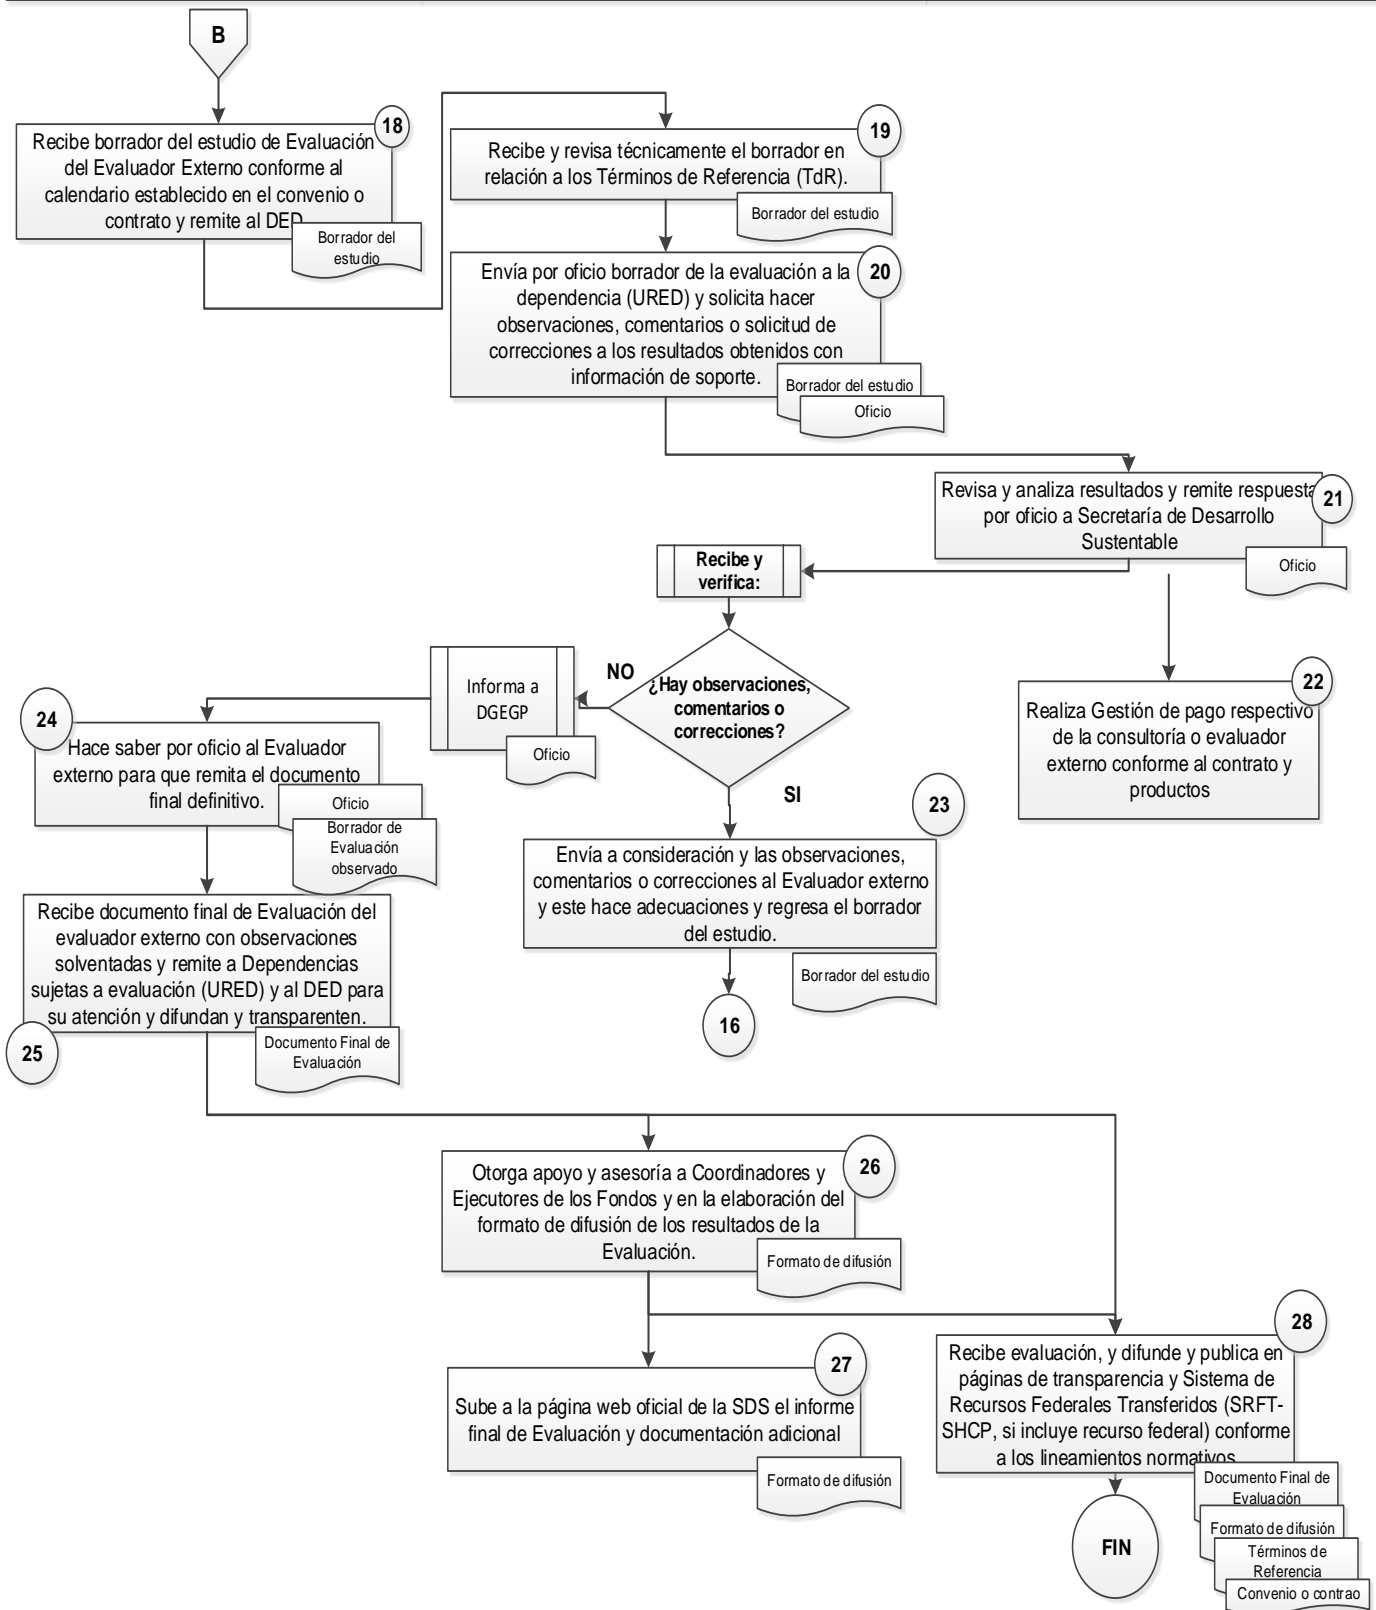 B
18
Recibe borrador del estudio de Evaluación
del Evaluador Externo conforme al
calendario establecido en el convenio o
contrato y remite al DED
Borrador del
estudio
19
Recibe y revisa técnicamente el borrador en
relación a los Términos de Referencia (TdR).
Borrador del estudio
20
Envía por oficio borrador de la evaluación a la
dependencia (URED) y solicita hacer
observaciones, comentarios o solicitud de
correcciones a los resultados obtenidos con
información de soporte.
Borrador del estudio
Oficio
21
Revisa y analiza resultados y remite respuesta
por oficio a Secretaría de Desarrollo
Sustentable
Oficio
Recibe y
verifica:
22
Realiza Gestión de pago respectivo
de la consultoría o evaluador
externo conforme al contrato y
productos
¿Hay observaciones,
comentarios o
correcciones?
NO
SI
Informa a
DGEGP
Oficio
24
Hace saber por oficio al Evaluador
externo para que remita el documento
final definitivo.
Oficio
Borrador de
Evaluación
observado
23
Envía a consideración y las observaciones,
comentarios o correcciones al Evaluador externo
y este hace adecuaciones y regresa el borrador
del estudio.
Borrador del estudio
16
Recibe documento final de Evaluación del
evaluador externo con observaciones
solventadas y remite a Dependencias
sujetas a evaluación (URED) y al DED para
su atención y difundan y transparenten.
25
Documento Final de
Evaluación
26
Otorga apoyo y asesoría a Coordinadores y
Ejecutores de los Fondos y en la elaboración del
formato de difusión de los resultados de la
Evaluación.
Formato de difusión
27
Sube a la página web oficial de la SDS el informe
final de Evaluación y documentación adicional
Formato de difusión
28
Recibe evaluación, y difunde y publica en
páginas de transparencia y Sistema de
Recursos Federales Transferidos (SRFT-
SHCP, si incluye recurso federal) conforme
a los lineamientos normativos
Documento Final de
Evaluación
Formato de difusión
Términos de
Referencia
Convenio o contrao
FIN